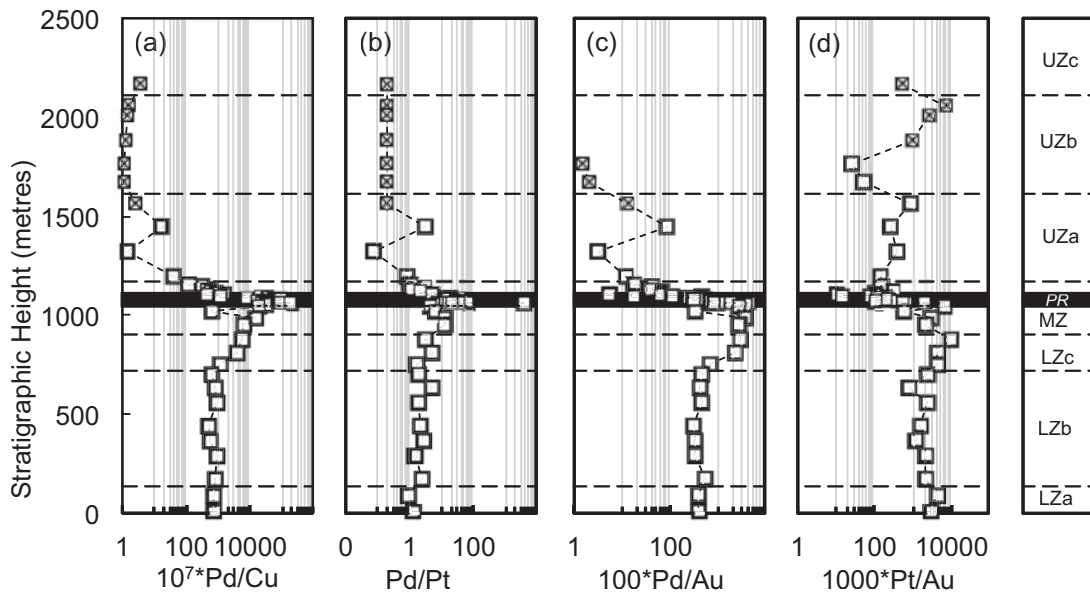 2500
(a)
(b)
(c)
(d)
UZc
2000
UZb
1500
UZa
PR
1000
MZ
LZc
500
LZb
LZa
0
Stratigraphic Height (metres)
1 100 10000
0 1 100
1 100
1 100 10000
10⁷*Pd/Cu
Pd/Pt
100*Pd/Au
1000*Pt/Au